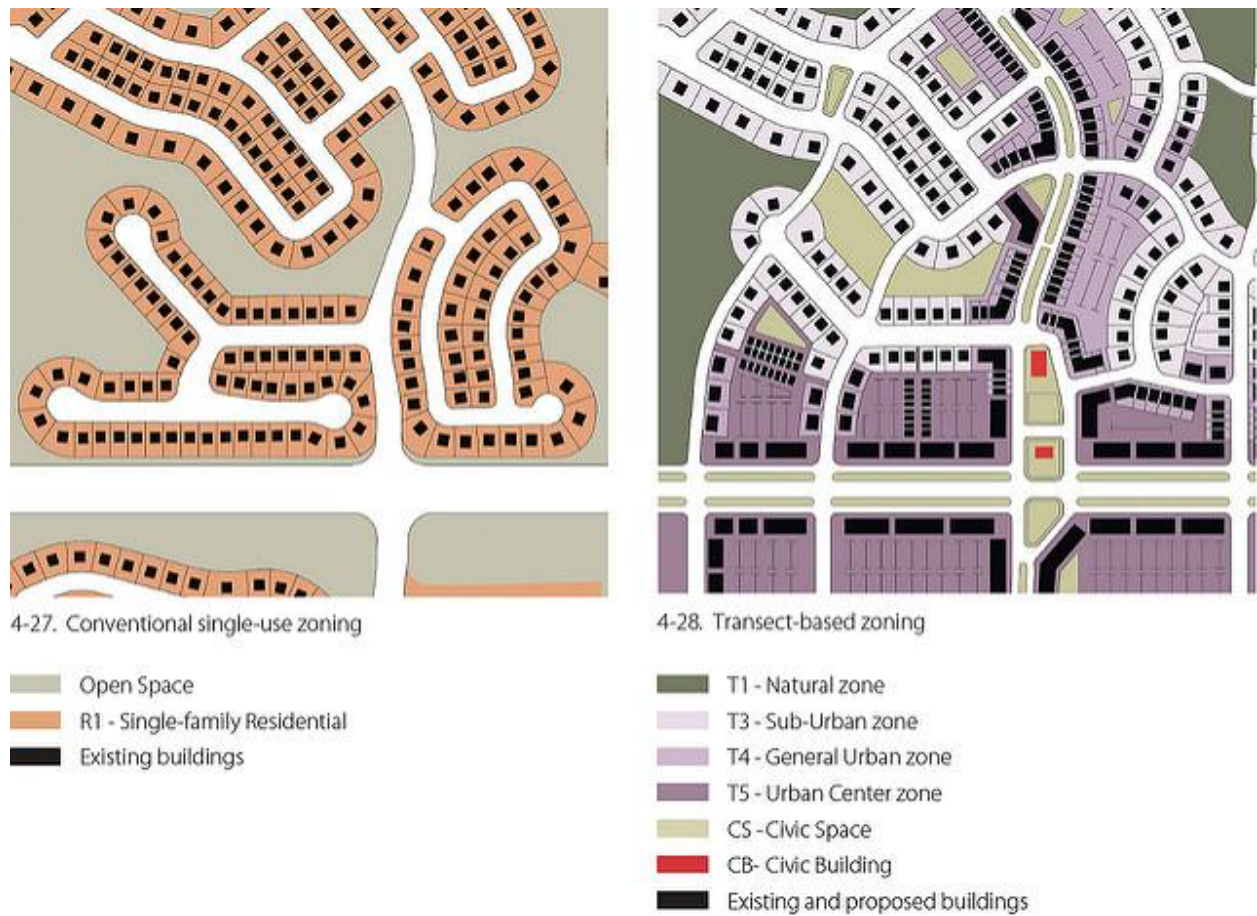 4-27. Conventional single-use zoning
Open Space
R1 - Single-family Residential
Existing buildings
4-28. Transect-based zoning
T1 - Natural zone
T3 - Sub-Urban zone
T4 - General Urban zone
T5 - Urban Center zone
CS - Civic Space
CB- Civic Building
Existing and proposed buildings